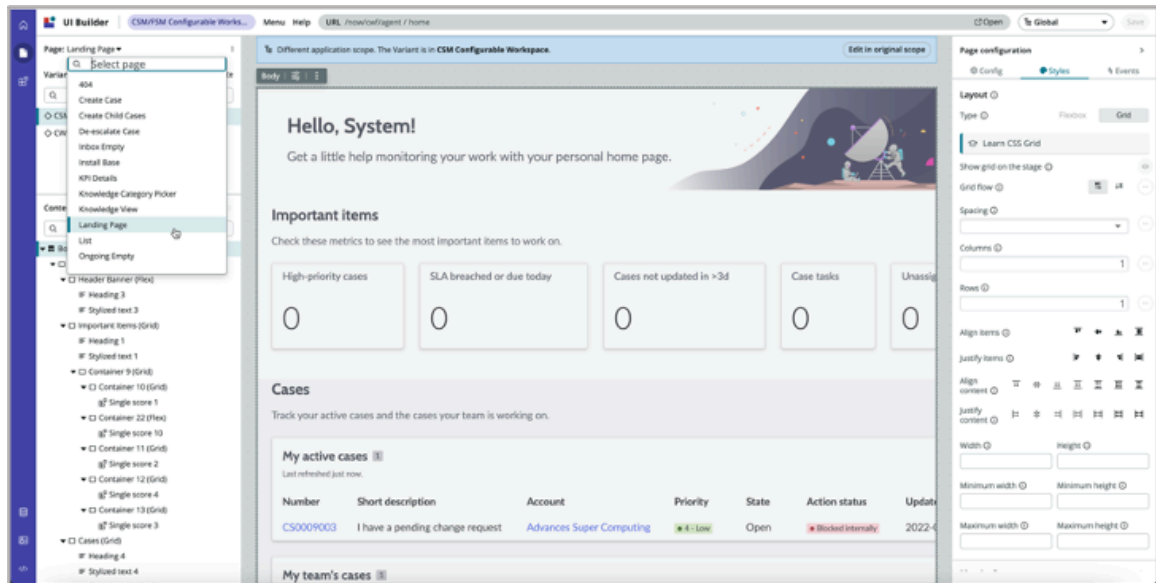 UI Builder
CSM/FSM Configurable Works...
Menu Help
URL /now/cwf/agent / home
Open
Global
Save
Page: Landing Page
Select page
404
Create Case
Create Child Cases
De-escalate Case
Inbox Empty
Install Base
KPI Details
Knowledge Category Picker
Knowledge View
Landing Page
List
Ongoing Empty
Header Banner (Flex)
Heading 3
Stylized text 3
Important Items (Grid)
Heading 1
Stylized text 1
Container 9 (Grid)
Container 10 (Grid)
Single score 1
Container 22 (Flex)
Single score 10
Container 11 (Grid)
Single score 2
Container 12 (Grid)
Single score 4
Container 13 (Grid)
Single score 3
Cases (Grid)
Heading 4
Stylized text 4
Different application scope. The Variant is in CSM Configurable Workspace.
Edit in original scope
Body
Hello, System!
Get a little help monitoring your work with your personal home page.
Important items
Check these metrics to see the most important items to work on.
High-priority cases
0
SLA breached or due today
0
Cases not updated in >3d
0
Case tasks
0
Unassig
0
Cases
Track your active cases and the cases your team is working on.
My active cases 1
Last refreshed just now.
Number Short description Account Priority State Action status Update
CS0009003 I have a pending change request Advances Super Computing 4 - Low Open Blocked internally 2022-0
My team's cases
Page configuration
Config Styles Events
Layout
Type Flexbox Grid
Learn CSS Grid
Show grid on the stage
Grid flow
Spacing
Columns
1
Rows
1
Align items
Justify items
Align content
Justify content
Width Height
Minimum width Minimum height
Maximum width Maximum height